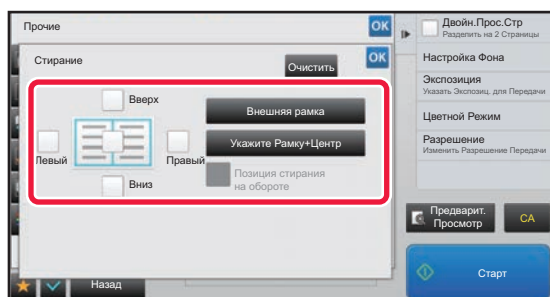 Прочие
OK
Стирание
Очистить
OK
Вверх
Левый
Правый
Вниз
Внешняя рамка
Укажите Рамку+Центр
Позиция стирания
на обороте
Назад
Двойн.Прос.Стр
Разделить на 2 Страницы
Настройка Фона
Экспозиция
Указать Экспозиц. для Передачи
Цветной Режим
Разрешение
Изменить Разрешение Передачи
Предварит.
Просмотр
CA
Старт